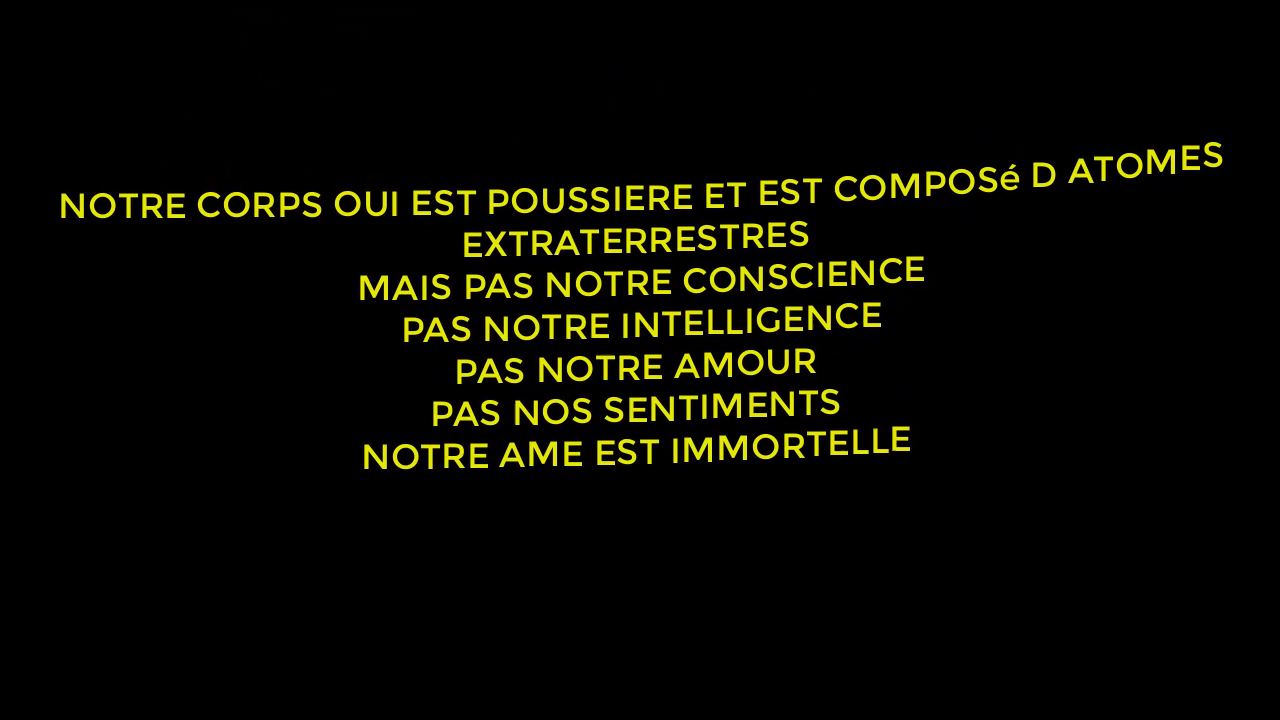 NOTRE CORPS OUI EST POUSSIERE ET EST COMPOSé D ATOMES
EXTRATERRESTRES
MAIS PAS NOTRE CONSCIENCE
PAS NOTRE INTELLIGENCE
PAS NOTRE AMOUR
PAS NOS SENTIMENTS
NOTRE AME EST IMMORTELLE